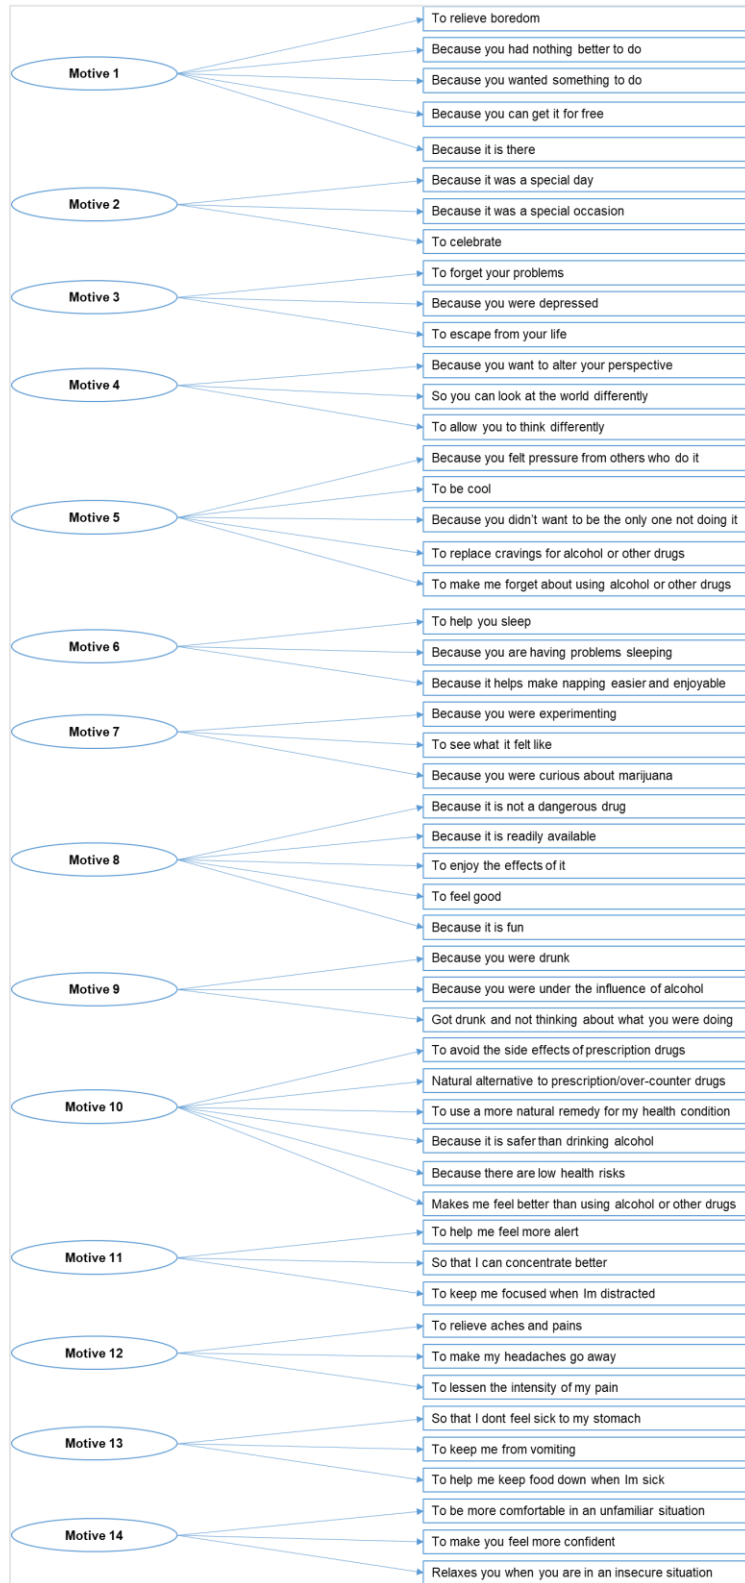 Motive 1
To relieve boredom
Because you had nothing better to do
Because you wanted something to do
Because you can get it for free
Because it is there
Motive 2
Because it was a special day
Because it was a special occasion
To celebrate
Motive 3
To forget your problems
Because you were depressed
To escape from your life
Motive 4
Because you want to alter your perspective
So you can look at the world differently
To allow you to think differently
Motive 5
Because you felt pressure from others who do it
To be cool
Because you didn't want to be the only one not doing it
To replace cravings for alcohol or other drugs
To make me forget about using alcohol or other drugs
Motive 6
To help you sleep
Because you are having problems sleeping
Because it helps make napping easier and enjoyable
Motive 7
Because you were experimenting
To see what it felt like
Because you were curious about marijuana
Motive 8
Because it is not a dangerous drug
Because it is readily available
To enjoy the effects of it
To feel good
Because it is fun
Motive 9
Because you were drunk
Because you were under the influence of alcohol
Got drunk and not thinking about what you were doing
Motive 10
To avoid the side effects of prescription drugs
Natural alternative to prescription/over-counter drugs
To use a more natural remedy for my health condition
Because it is safer than drinking alcohol
Because there are low health risks
Makes me feel better than using alcohol or other drugs
Motive 11
To help me feel more alert
So that I can concentrate better
To keep me focused when Im distracted
Motive 12
To relieve aches and pains
To make my headaches go away
To lessen the intensity of my pain
Motive 13
So that I dont feel sick to my stomach
To keep me from vomiting
To help me keep food down when Im sick
Motive 14
To be more comfortable in an unfamiliar situation
To make you feel more confident
Relaxes you when you are in an insecure situation